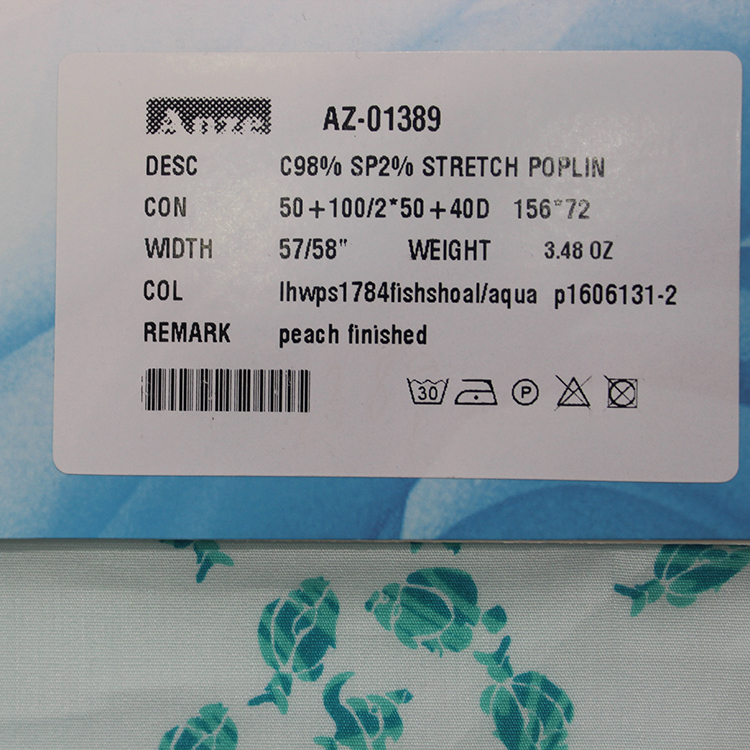 Anze AZ-01389
DESC C98% SP2% STRETCH POPLIN
CON 50+100/2*50+40D 156*72
WIDTH 57/58" WEIGHT 3.48 OZ
COL lhwps1784fishshoal/aqua p1606131-2
REMARK peach finished
30 P